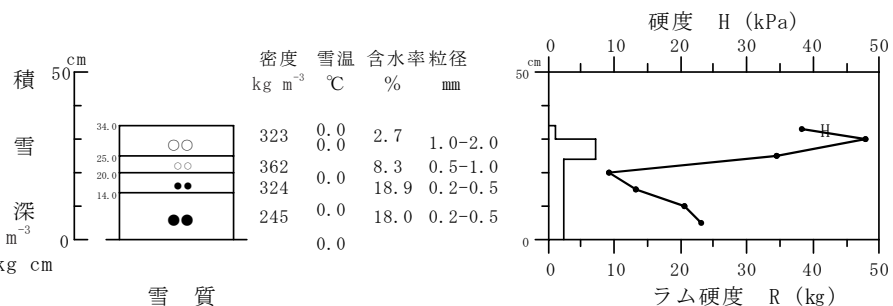 硬度 H (kPa)
密度 雪温 含水率 粒径
kg m⁻³ ℃ % mm
cm 0 10 20 30 40 50
積 50 cm 50
34.0 323 0.0 2.7 H
0.0 1.0-2.0
雪 25.0 362 8.3 0.5-1.0
20.0 0.0
324 18.9 0.2-0.5
14.0
深 0.0
245 18.0 0.2-0.5
m⁻³ 0 0.0 0
kg cm 0 10 20 30 40 50
雪 質 ラム硬度 R (kg)